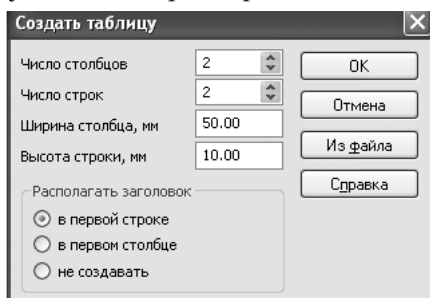 Создать таблицу
Число столбцов 2 OK
Число строк 2 Отмена
Ширина столбца, мм 50.00
Высота строки, мм 10.00 Из файла
Располагать заголовок Справка
в первой строке
в первом столбце
не создавать